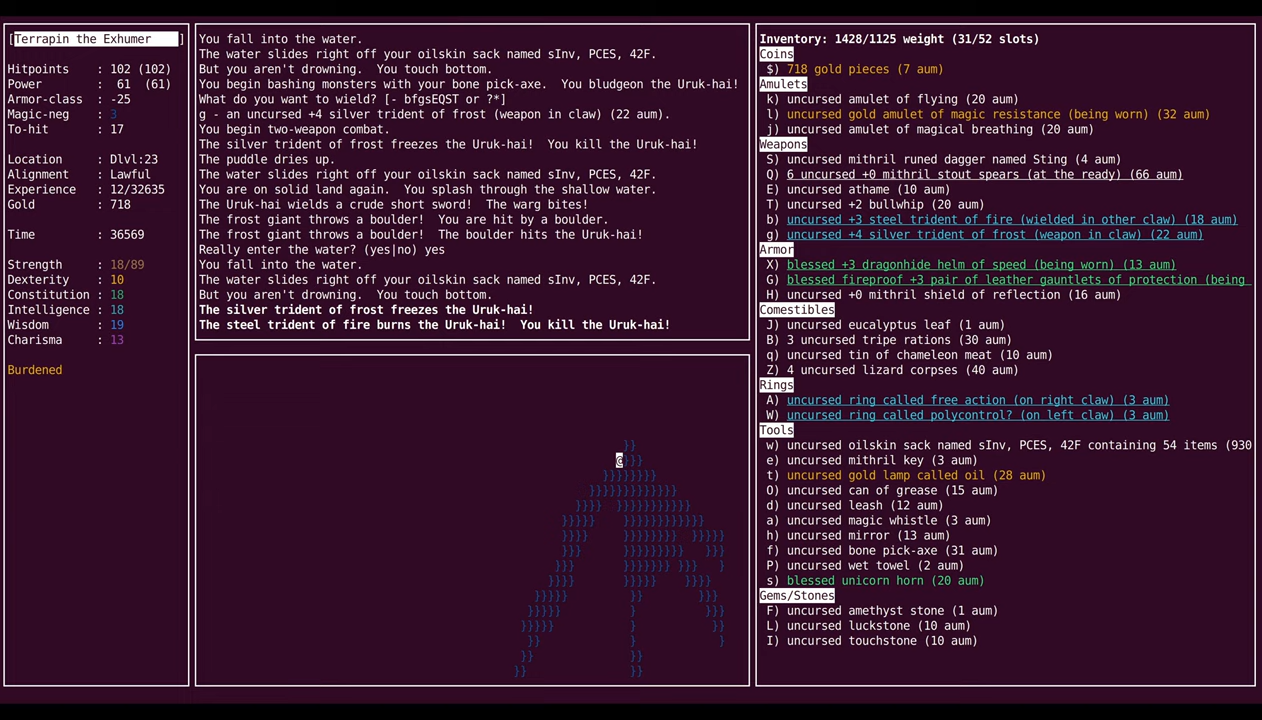 [Terrapin the Exhumer ]
Hitpoints : 102 (102)
Power : 61 (61)
Armor-class : -25
Magic-neg : 3
To-hit : 17
Location : Dlvl:23
Alignment : Lawful
Experience : 12/32635
Gold : 718
Time : 36569
Strength : 18/89
Dexterity : 10
Constitution : 18
Intelligence : 18
Wisdom : 19
Charisma : 13
Burdened
You fall into the water.
The water slides right off your oilskin sack named sInv, PCES, 42F.
But you aren't drowning. You touch bottom.
You begin bashing monsters with your bone pick-axe. You bludgeon the Uruk-hai!
What do you want to wield? [- bfgsEQST or ?*]
g - an uncursed +4 silver trident of frost (weapon in claw) (22 aum).
You begin two-weapon combat.
The silver trident of frost freezes the Uruk-hai! You kill the Uruk-hai!
The puddle dries up.
The water slides right off your oilskin sack named sInv, PCES, 42F.
You are on solid land again. You splash through the shallow water.
The Uruk-hai wields a crude short sword! The warg bites!
The frost giant throws a boulder! You are hit by a boulder.
The frost giant throws a boulder! The boulder hits the Uruk-hai!
Really enter the water? (yes|no) yes
You fall into the water.
The water slides right off your oilskin sack named sInv, PCES, 42F.
But you aren't drowning. You touch bottom.
The silver trident of frost freezes the Uruk-hai!
The steel trident of fire burns the Uruk-hai! You kill the Uruk-hai!
}}
@}}}
}}}}}}}}
}}}}}}}}}}}}}
}}}} }}}}}}}}}}}
}}}}} }}}}}}}}}}}}
}}}} }}}}}}}} }}}}}
}}} }}}}}}}}} }}}
}}} }}}}}}} }}} }
}}}} }}}}} }}}}
}}}}} }} }}}
}}}}} } }}}
}}}}} } }}
}} } }
}} }}
}} }}
Inventory: 1428/1125 weight (31/52 slots)
Coins
$) 718 gold pieces (7 aum)
Amulets
k) uncursed amulet of flying (20 aum)
l) uncursed gold amulet of magic resistance (being worn) (32 aum)
j) uncursed amulet of magical breathing (20 aum)
Weapons
S) uncursed mithril runed dagger named Sting (4 aum)
Q) 6 uncursed +0 mithril stout spears (at the ready) (66 aum)
E) uncursed athame (10 aum)
T) uncursed +2 bullwhip (20 aum)
b) uncursed +3 steel trident of fire (wielded in other claw) (18 aum)
g) uncursed +4 silver trident of frost (weapon in claw) (22 aum)
Armor
X) blessed +3 dragonhide helm of speed (being worn) (13 aum)
G) blessed fireproof +3 pair of leather gauntlets of protection (being
H) uncursed +0 mithril shield of reflection (16 aum)
Comestibles
J) uncursed eucalyptus leaf (1 aum)
B) 3 uncursed tripe rations (30 aum)
q) uncursed tin of chameleon meat (10 aum)
Z) 4 uncursed lizard corpses (40 aum)
Rings
A) uncursed ring called free action (on right claw) (3 aum)
W) uncursed ring called polycontrol? (on left claw) (3 aum)
Tools
w) uncursed oilskin sack named sInv, PCES, 42F containing 54 items (930
e) uncursed mithril key (3 aum)
t) uncursed gold lamp called oil (28 aum)
O) uncursed can of grease (15 aum)
d) uncursed leash (12 aum)
a) uncursed magic whistle (3 aum)
h) uncursed mirror (13 aum)
f) uncursed bone pick-axe (31 aum)
P) uncursed wet towel (2 aum)
s) blessed unicorn horn (20 aum)
Gems/Stones
F) uncursed amethyst stone (1 aum)
L) uncursed luckstone (10 aum)
I) uncursed touchstone (10 aum)